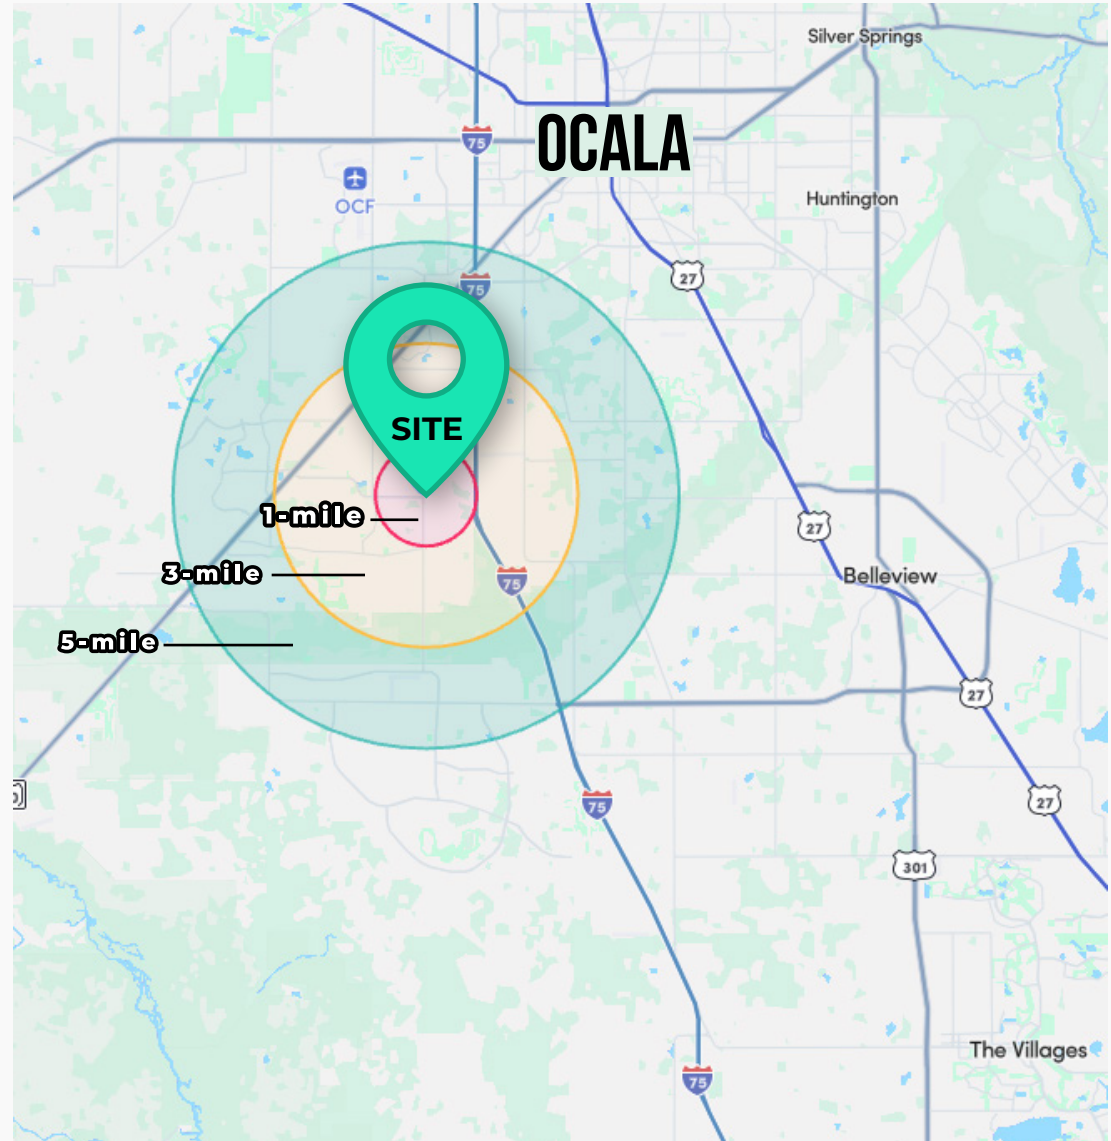 Silver Springs
75
OCALA
OCF
Huntington
27
75
SITE
1-mile
27
3-mile
75
Belleview
5-mile
27
75
27
301
The Villages
75